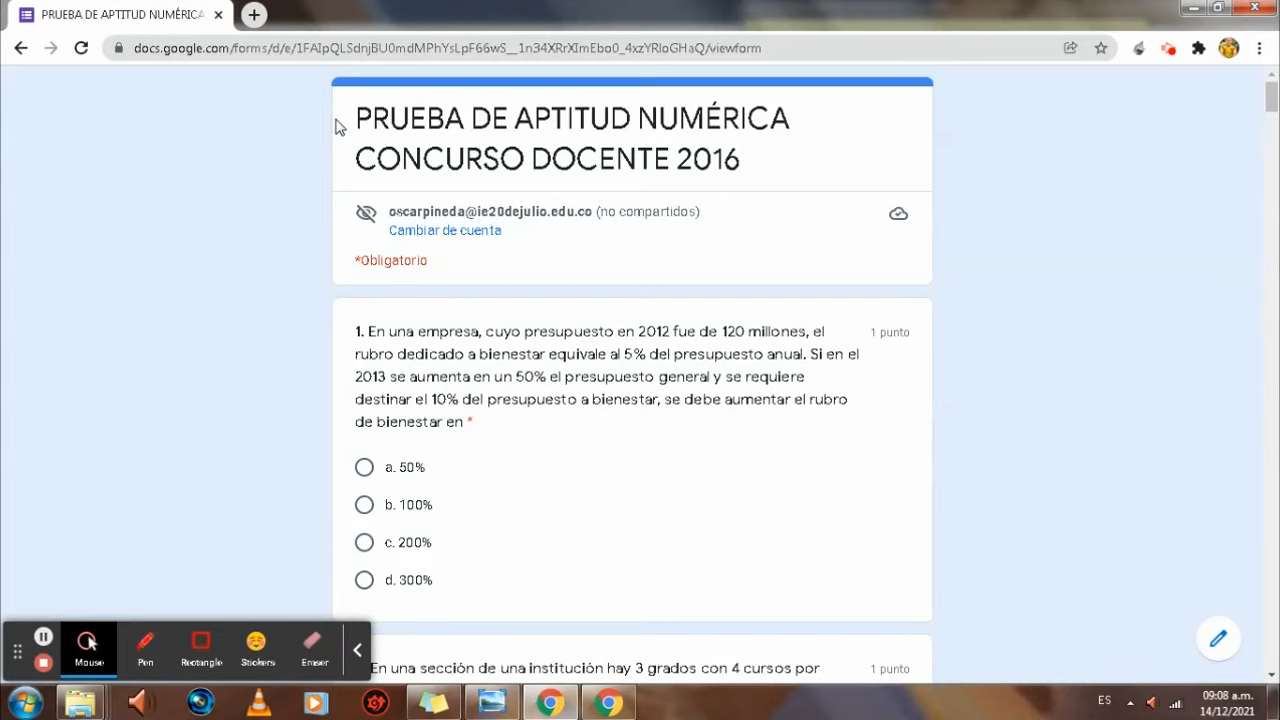 PRUEBA DE APTITUD NUMÉRICA
docs.google.com/forms/d/e/1FAIpQLSdnjBU0mdMPhYsLpF66wS__1n34XRrXImEbo0_4xzYRloGHaQ/viewform
PRUEBA DE APTITUD NUMÉRICA
CONCURSO DOCENTE 2016
oscarpineda@ie20dejulio.edu.co (no compartidos)
Cambiar de cuenta
*Obligatorio
1. En una empresa, cuyo presupuesto en 2012 fue de 120 millones, el
1 punto
rubro dedicado a bienestar equivale al 5% del presupuesto anual. Si en el
2013 se aumenta en un 50% el presupuesto general y se requiere
destinar el 10% del presupuesto a bienestar, se debe aumentar el rubro
de bienestar en *
a. 50%
b. 100%
c. 200%
d. 300%
En una sección de una institución hay 3 grados con 4 cursos por
1 punto
Mouse
Pen
Rectangle
Stickers
Eraser
ES
09:08 a.m.
14/12/2021